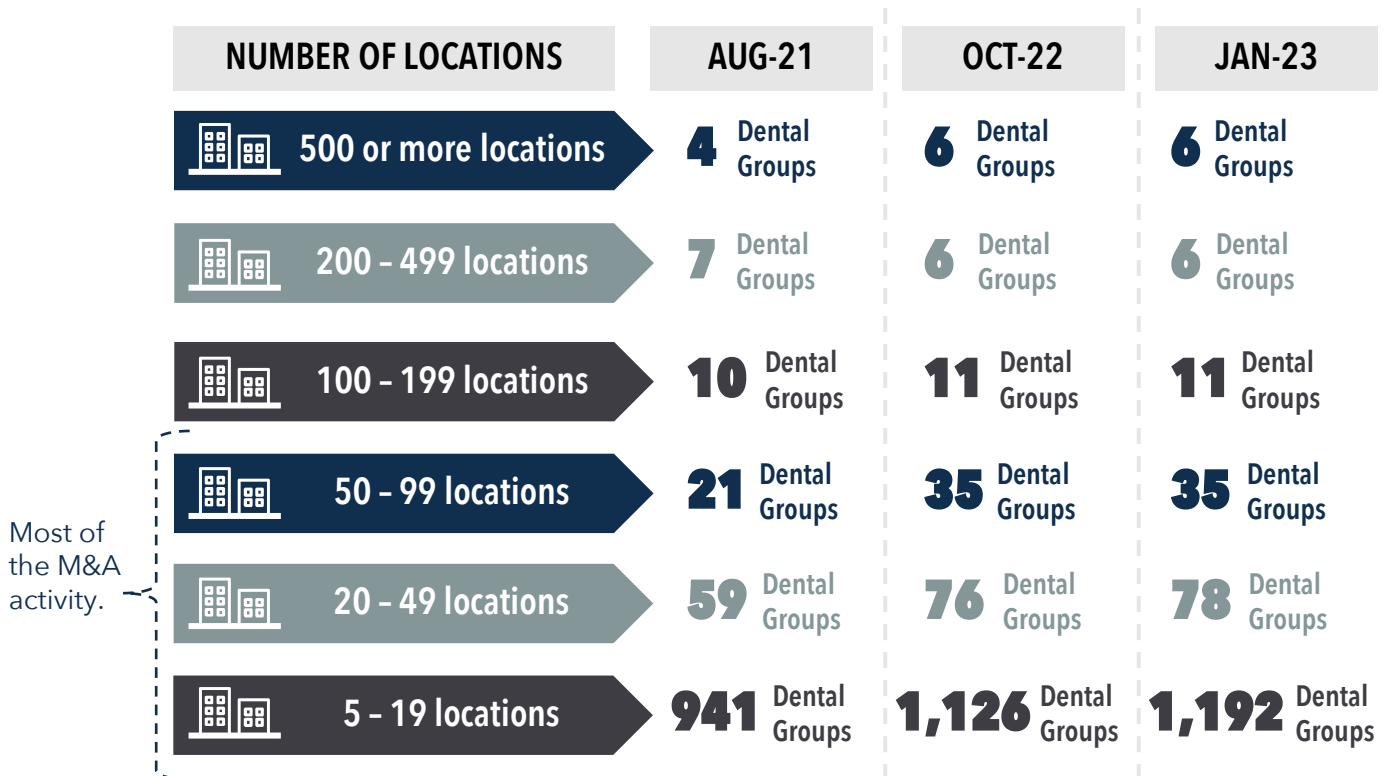 NUMBER OF LOCATIONS AUG-21 OCT-22 JAN-23
500 or more locations 4 Dental Groups 6 Dental Groups 6 Dental Groups
200 – 499 locations 7 Dental Groups 6 Dental Groups 6 Dental Groups
100 – 199 locations 10 Dental Groups 11 Dental Groups 11 Dental Groups
50 – 99 locations 21 Dental Groups 35 Dental Groups 35 Dental Groups
Most of
the M&A
activity.
20 – 49 locations 59 Dental Groups 76 Dental Groups 78 Dental Groups
5 – 19 locations 941 Dental Groups 1,126 Dental Groups 1,192 Dental Groups